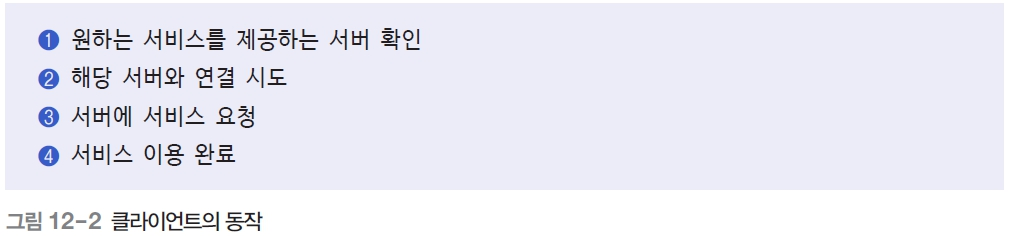 ❶ 원하는 서비스를 제공하는 서버 확인
❷ 해당 서버와 연결 시도
❸ 서버에 서비스 요청
❹ 서비스 이용 완료
그림 12-2 클라이언트의 동작